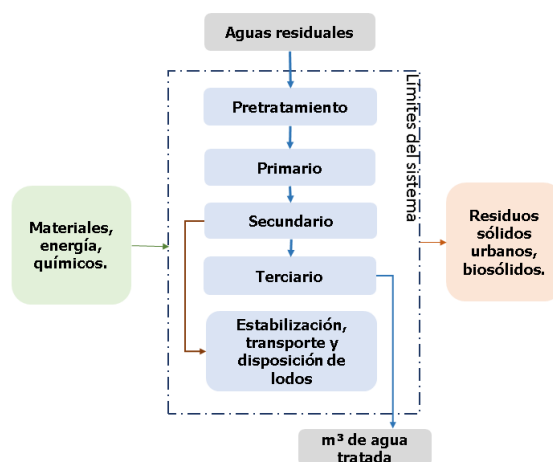 Aguas residuales
Límites del sistema
Pretratamiento
Primario
Secundario
Terciario
Estabilización,
transporte y
disposición de
lodos
Materiales,
energía,
químicos.
Residuos
sólidos
urbanos,
biosólidos.
m³ de agua
tratada